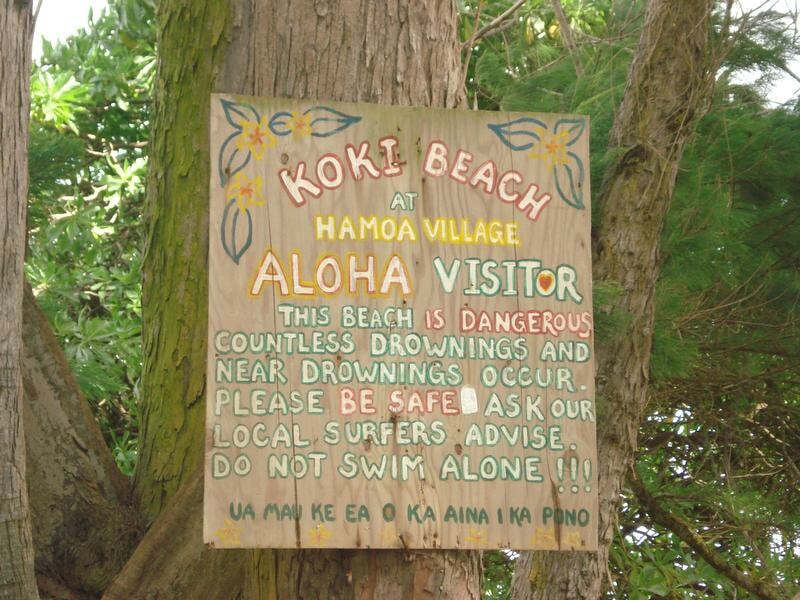 KOKI BEACH
AT
HAMOA VILLAGE
ALOHA VISITOR
THIS BEACH IS DANGEROUS
COUNTLESS DROWNINGS AND
NEAR DROWNINGS OCCUR.
PLEASE BE SAFE ASK OUR
LOCAL SURFERS ADVISE.
DO NOT SWIM ALONE !!!
UA MAU KE EA O KA AINA I KA PONO